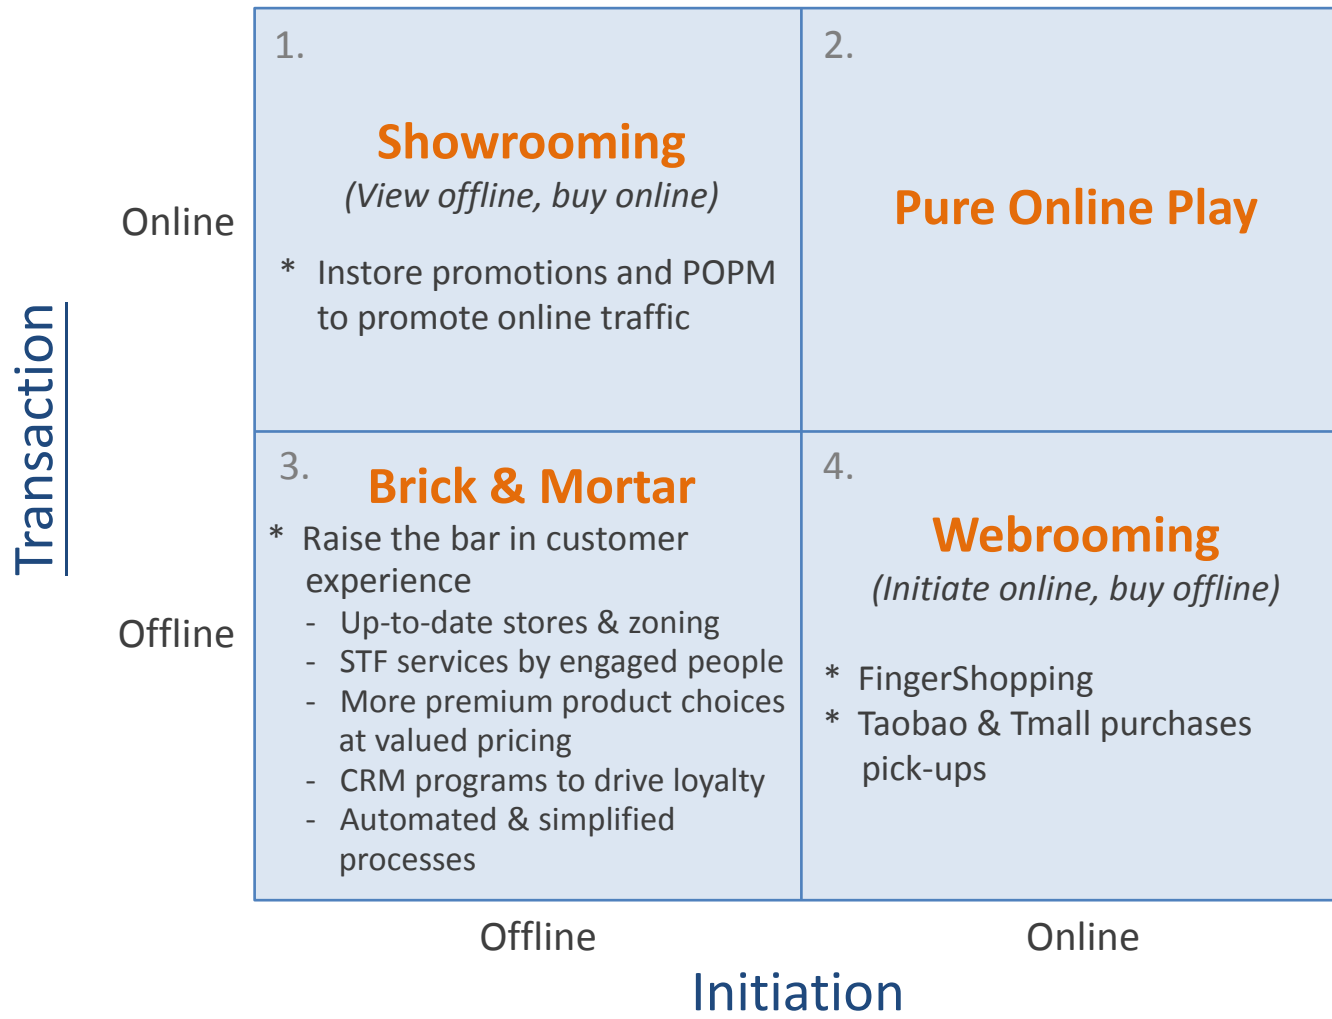 1.
Showrooming
(View offline, buy online)
* Instore promotions and POPM
to promote online traffic
2.
Pure Online Play
Online
Transaction
Offline
3.
Brick & Mortar
* Raise the bar in customer
experience
- Up-to-date stores & zoning
- STF services by engaged people
- More premium product choices
at valued pricing
- CRM programs to drive loyalty
- Automated & simplified
processes
4.
Webrooming
(Initiate online, buy offline)
* FingerShopping
* Taobao & Tmall purchases
pick-ups
Offline
Online
Initiation